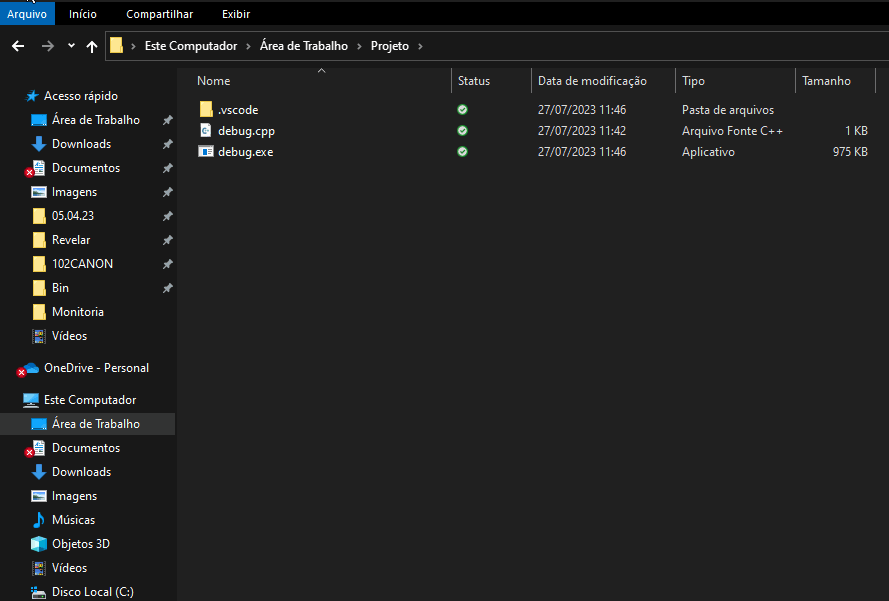 Arquivo Início Compartilhar Exibir
Este Computador Área de Trabalho Projeto
Nome Status Data de modificação Tipo Tamanho
.vscode 27/07/2023 11:46 Pasta de arquivos
debug.cpp 27/07/2023 11:42 Arquivo Fonte C++ 1 KB
debug.exe 27/07/2023 11:46 Aplicativo 975 KB
Acesso rápido
Área de Trabalho
Downloads
Documentos
Imagens
05.04.23
Revelar
102CANON
Bin
Monitoria
Vídeos
OneDrive - Personal
Este Computador
Área de Trabalho
Documentos
Downloads
Imagens
Músicas
Objetos 3D
Vídeos
Disco Local (C:)